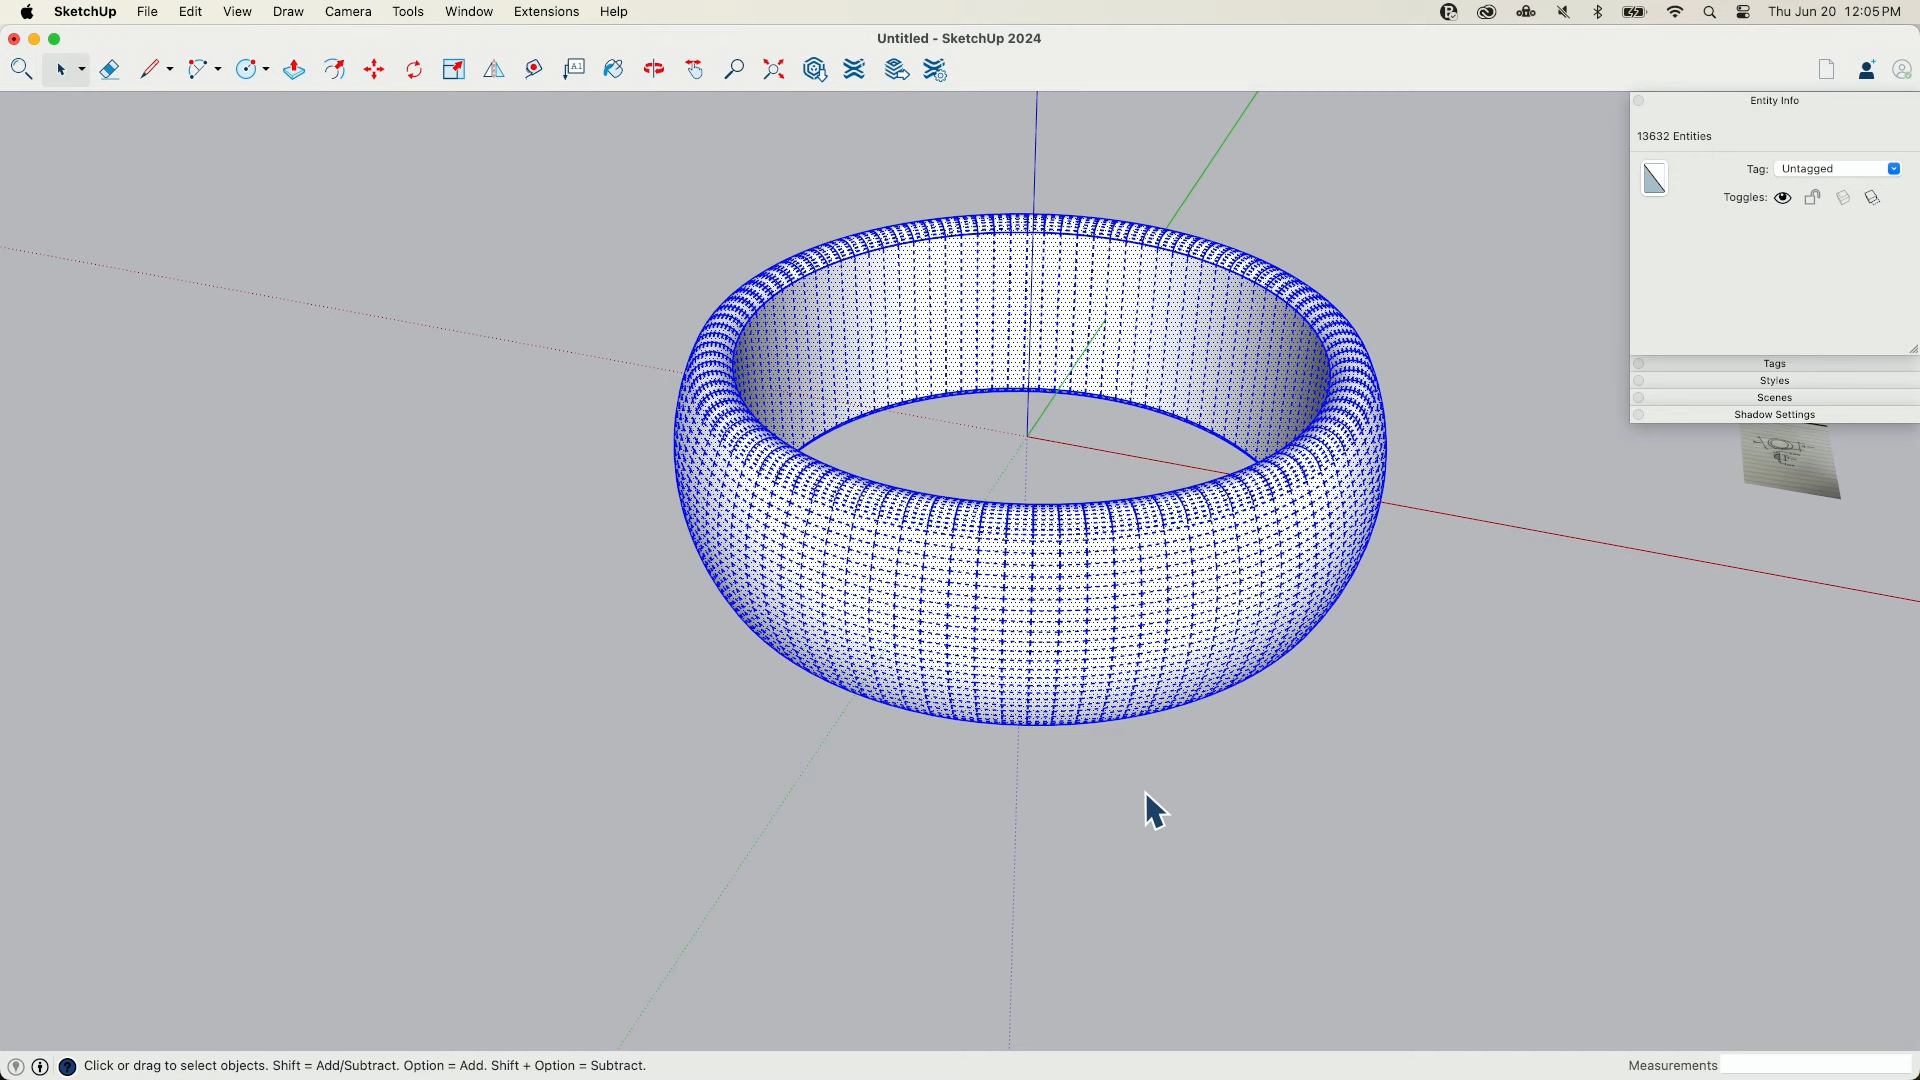 SketchUp File Edit View Draw Camera Tools Window Extensions Help Thu Jun 20 12:05 PM
Untitled - SketchUp 2024
A1
Entity Info
13632 Entities
Tag: Untagged
Toggles:
Tags
Styles
Scenes
Shadow Settings
Click or drag to select objects. Shift = Add/Subtract. Option = Add. Shift + Option = Subtract.
Measurements